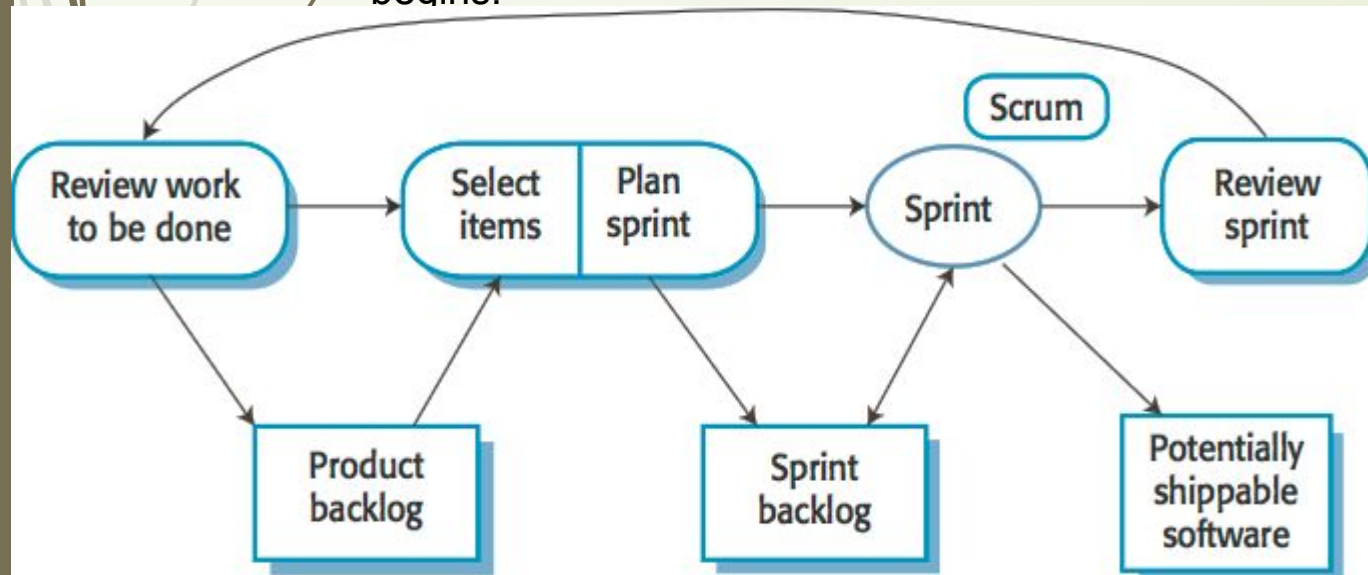 begins.
Scrum
Review work
to be done
Select
items
Plan
sprint
Sprint
Review
sprint
Product
backlog
Sprint
backlog
Potentially
shippable
software